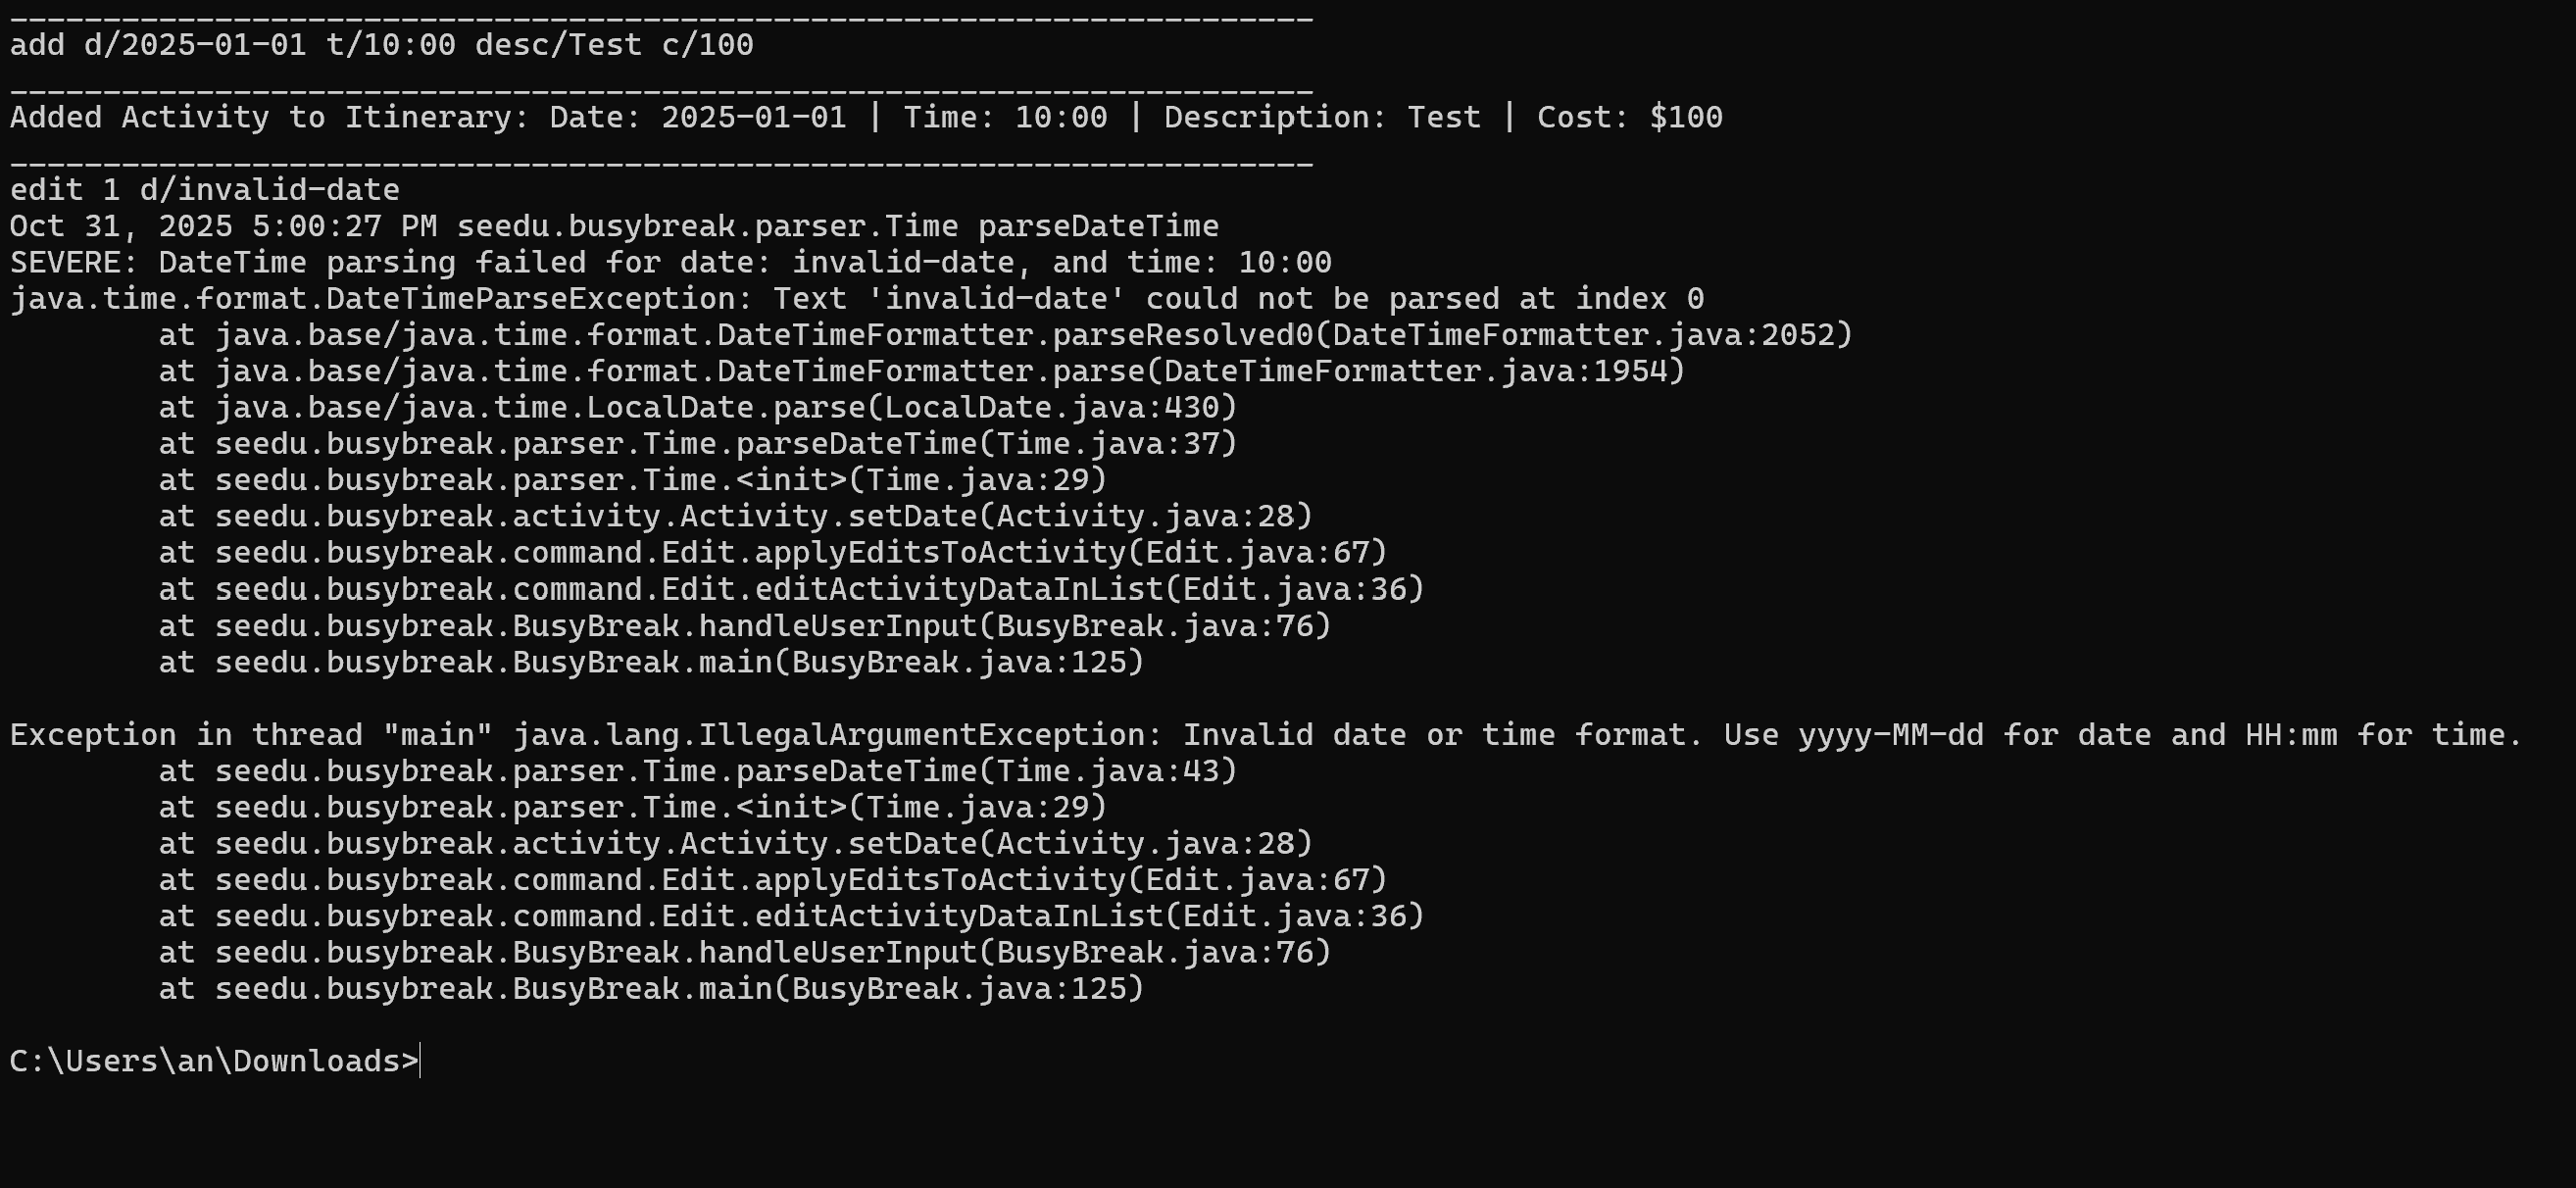 ______________________________________________________________________
add d/2025-01-01 t/10:00 desc/Test c/100
______________________________________________________________________
Added Activity to Itinerary: Date: 2025-01-01 | Time: 10:00 | Description: Test | Cost: $100
______________________________________________________________________
edit 1 d/invalid-date
Oct 31, 2025 5:00:27 PM seedu.busybreak.parser.Time parseDateTime
SEVERE: DateTime parsing failed for date: invalid-date, and time: 10:00
java.time.format.DateTimeParseException: Text 'invalid-date' could not be parsed at index 0
        at java.base/java.time.format.DateTimeFormatter.parseResolved0(DateTimeFormatter.java:2052)
        at java.base/java.time.format.DateTimeFormatter.parse(DateTimeFormatter.java:1954)
        at java.base/java.time.LocalDate.parse(LocalDate.java:430)
        at seedu.busybreak.parser.Time.parseDateTime(Time.java:37)
        at seedu.busybreak.parser.Time.<init>(Time.java:29)
        at seedu.busybreak.activity.Activity.setDate(Activity.java:28)
        at seedu.busybreak.command.Edit.applyEditsToActivity(Edit.java:67)
        at seedu.busybreak.command.Edit.editActivityDataInList(Edit.java:36)
        at seedu.busybreak.BusyBreak.handleUserInput(BusyBreak.java:76)
        at seedu.busybreak.BusyBreak.main(BusyBreak.java:125)

Exception in thread "main" java.lang.IllegalArgumentException: Invalid date or time format. Use yyyy-MM-dd for date and HH:mm for time.
        at seedu.busybreak.parser.Time.parseDateTime(Time.java:43)
        at seedu.busybreak.parser.Time.<init>(Time.java:29)
        at seedu.busybreak.activity.Activity.setDate(Activity.java:28)
        at seedu.busybreak.command.Edit.applyEditsToActivity(Edit.java:67)
        at seedu.busybreak.command.Edit.editActivityDataInList(Edit.java:36)
        at seedu.busybreak.BusyBreak.handleUserInput(BusyBreak.java:76)
        at seedu.busybreak.BusyBreak.main(BusyBreak.java:125)

C:\Users\an\Downloads>